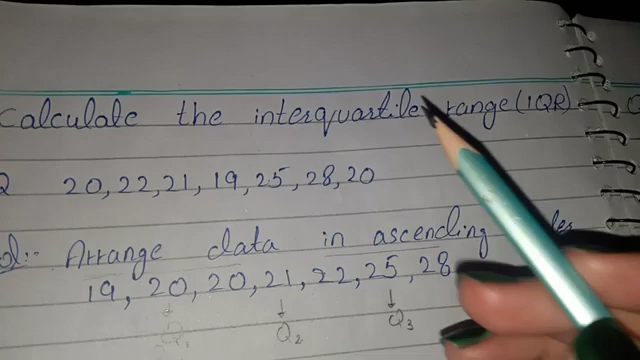 Calculate the interquartile range (IQR)
Q 20, 22, 21, 19, 25, 28, 20
Arrange data in ascending
19, 20, 20, 21, 22, 25, 28
↓ ↓ ↓
Q1 Q2 Q3